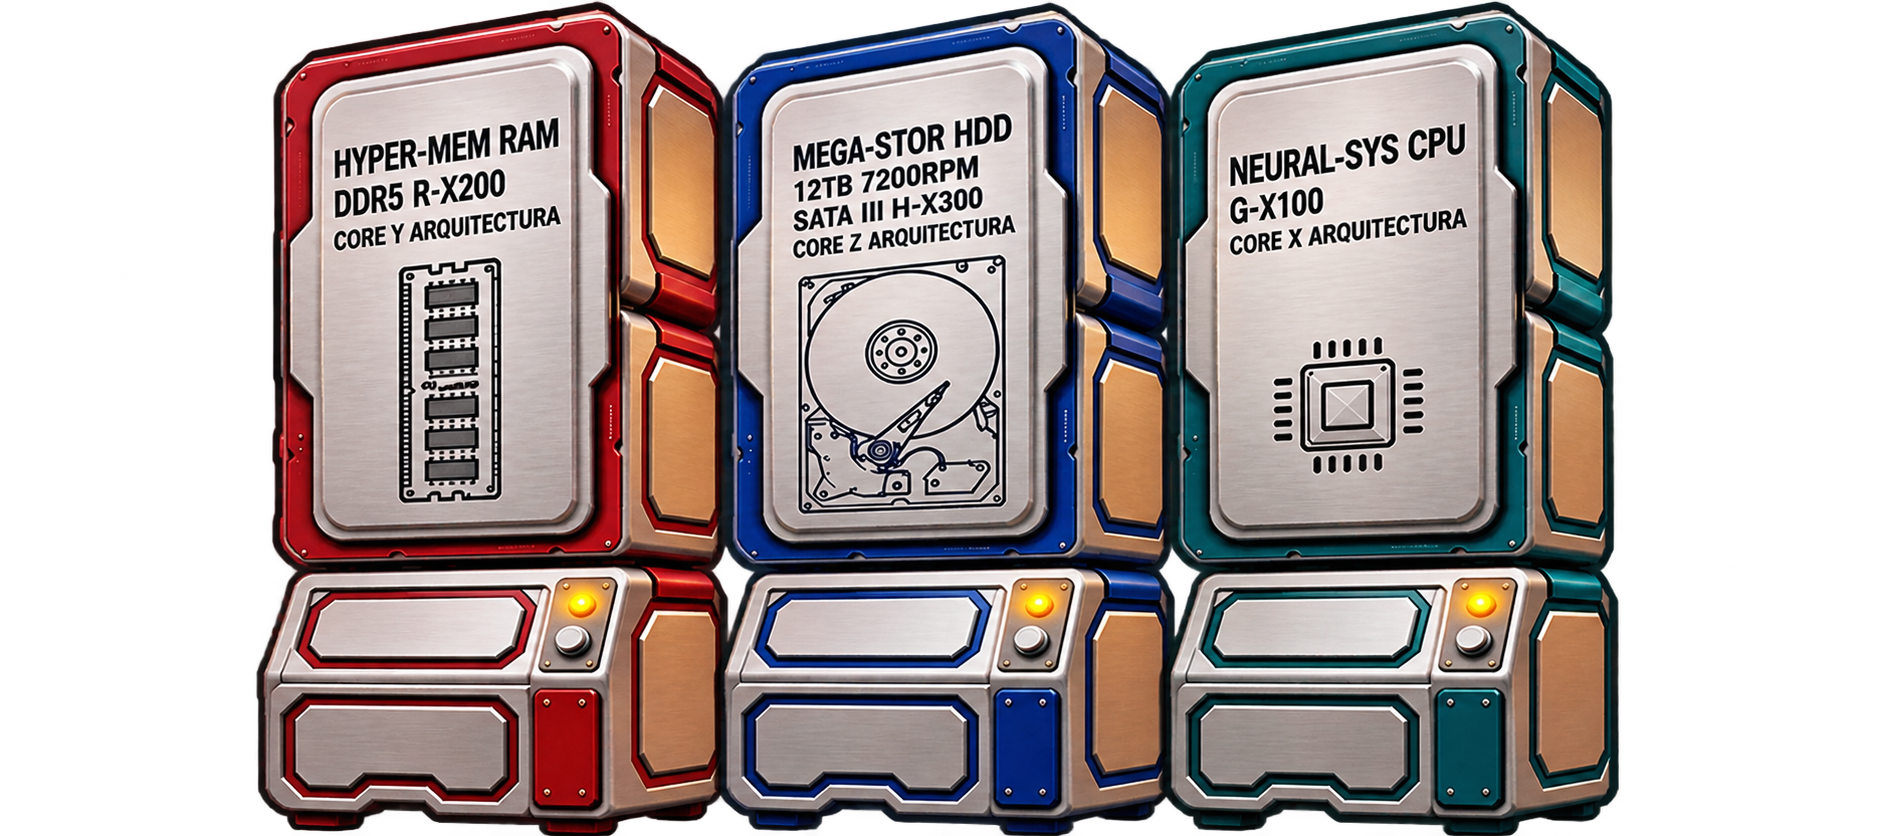 HYPER-MEM RAM
DDR5 R-X200
CORE Y ARQUITECTURA
MEGA-STOR HDD
12TB 7200RPM
SATA III H-X300
CORE Z ARQUITECTURA
NEURAL-SYS CPU
G-X100
CORE X ARQUITECTURA